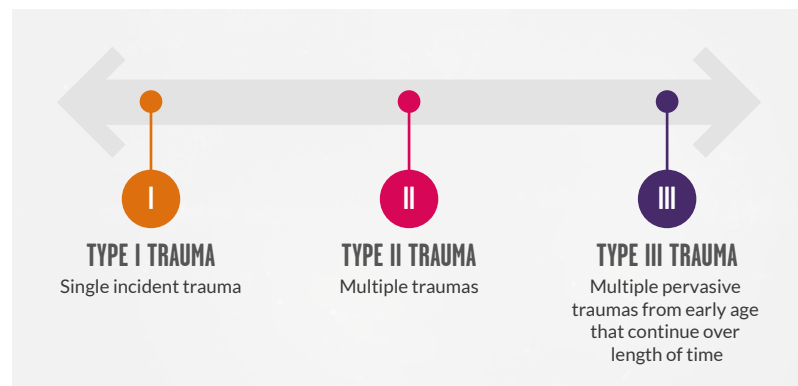 I
II
III
TYPE I TRAUMA
Single incident trauma
TYPE II TRAUMA
Multiple traumas
TYPE III TRAUMA
Multiple pervasive
traumas from early age
that continue over
length of time